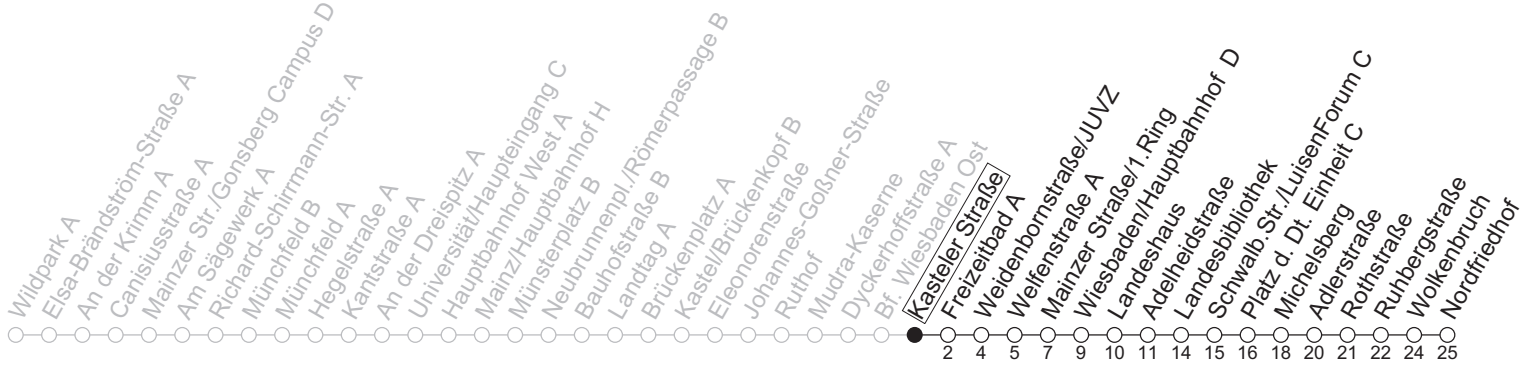 Wildpark A
Elsa-Brändström-Straße A
An der Krimm A
Canisiusstraße A
Mainzer Str./Gonsberg Campus D
Am Sägewerk A
Richard-Schirrmann-Str. A
Münchfeld B
Münchfeld A
Hegelstraße A
Kantstraße A
An der Dreispitz A
Universität/Haupteingang C
Hauptbahnhof West A
Mainz/Hauptbahnhof H
Münsterplatz B
Neubrunnenpl./Römerpassage B
Bauhofstraße B
Landtag A
Brückenplatz A
Kastel/Brückenkopf B
Eleonorenstraße
Johannes-Goßner-Straße
Ruthof
Mudra-Kaserne
Dyckerhoffstraße A
Bf. Wiesbaden Ost
Kasteler Straße
Freizeitbad A
Weidenbornstraße/JUVZ
Welfenstraße A
Mainzer Straße/1.Ring
Wiesbaden/Hauptbahnhof D
Landeshaus
Adelheidstraße
Landesbibliothek
Schwalb. Str./LuisenForum C
Platz d. Dt. Einheit C
Michelsberg
Adlerstraße
Rothstraße
Ruhbergstraße
Wolkenbruch
Nordfriedhof
2 4 5 7 9 10 11 14 15 16 18 20 21 22 24 25